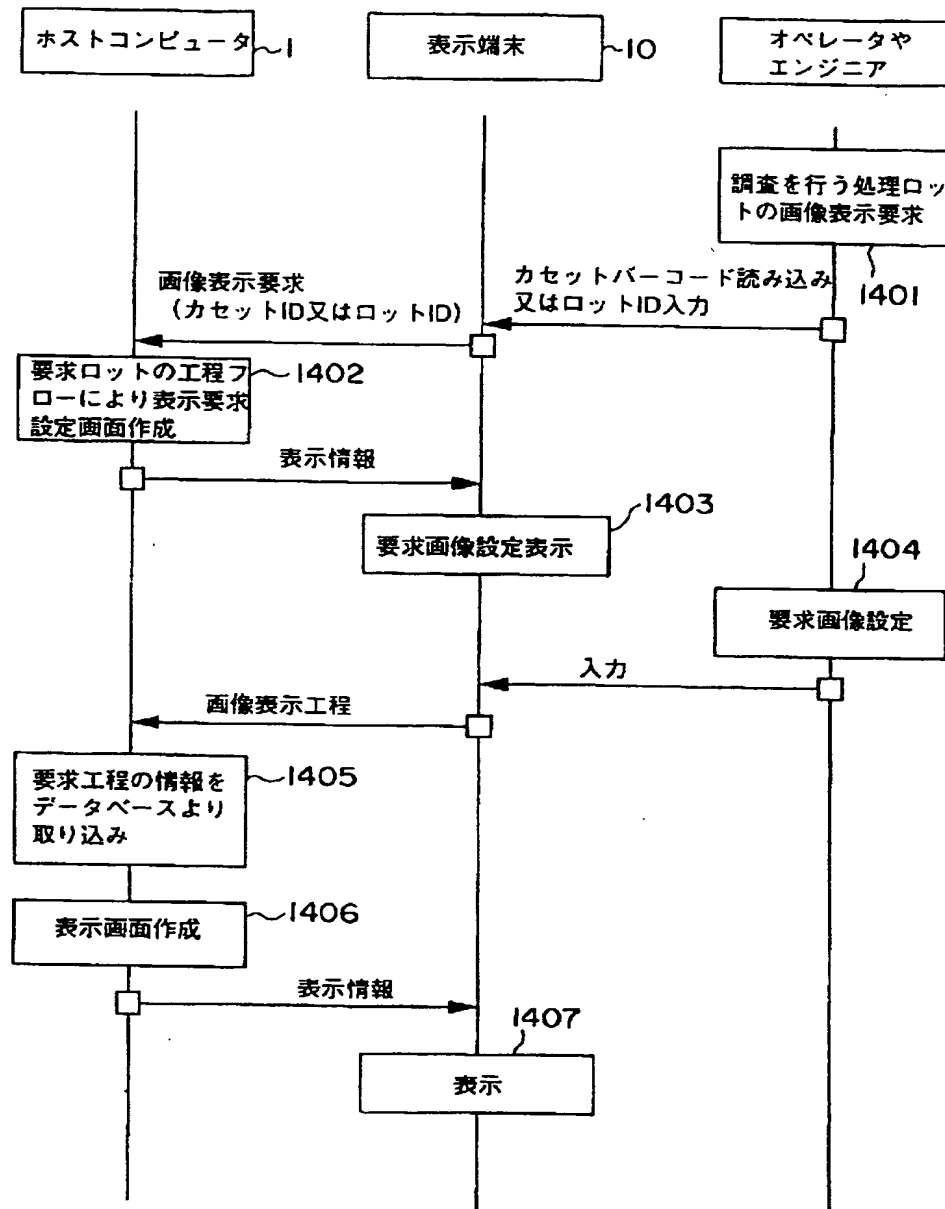 ホストコンピュータ
1
表示端末
10
オペレータや
エンジニア
調査を行う処理ロッ
トの画像表示要求
1401
カセットバーコード読み込み
又はロットID入力
画像表示要求
(カセットID又はロットID)
要求ロットの工程フ
ローにより表示要求
設定画面作成
1402
表示情報
要求画像設定表示
1403
1404
要求画像設定
入力
画像表示工程
要求工程の情報を
データベースより
取り込み
1405
表示画面作成
1406
表示情報
1407
表示